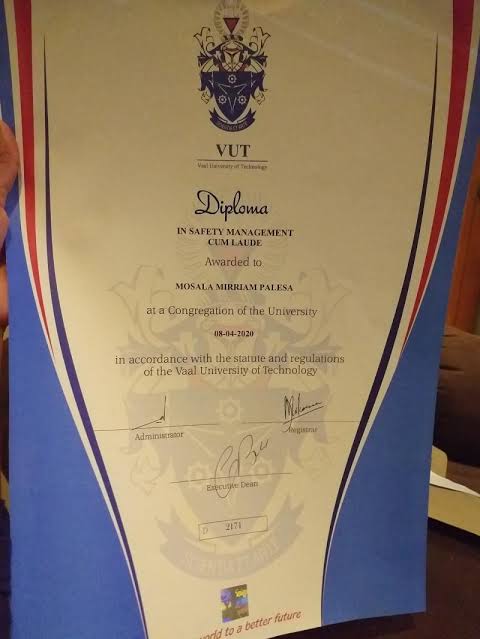 VUT
Vaal University of Technology
Diploma
IN SAFETY MANAGEMENT
CUM LAUDE
Awarded to
MOSALA MIRRIAM PALESA
at a Congregation of the University
08-04-2020
in accordance with the statute and regulations
of the Vaal University of Technology
Administrator
Registrar
Executive Dean
D 2171
world to a better future